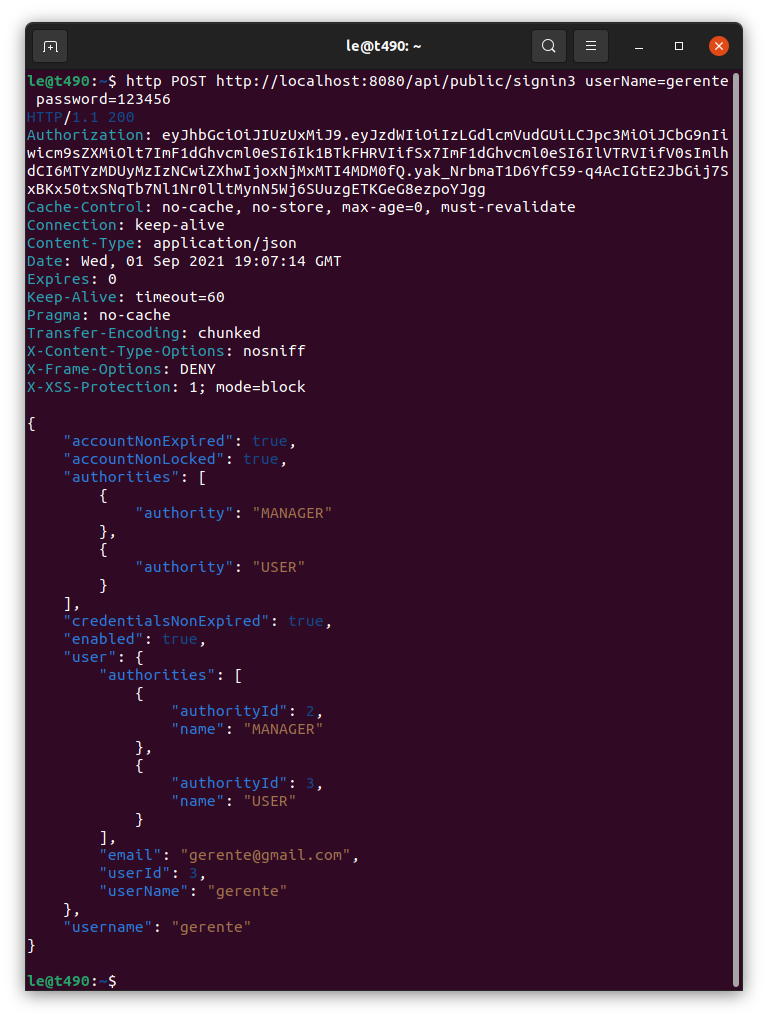 le@t490: ~
le@t490:~$ http POST http://localhost:8080/api/public/signin3 userName=gerente
password=123456
HTTP/1.1 200
Authorization: eyJhbGciOiJIUzUxMiJ9.eyJzdWIiOiIzLGdlcmVudGUiLCJpc3MiOiJCbG9nIi
wicm9sZXMiOlt7ImF1dGhvcml0eSI6Ik1BTkFHRVIifSx7ImF1dGhvcml0eSI6IlVTRVIifV0sImlh
dCI6MTYzMDUyMzIzNCwiZXhwIjoxNjMxMTI4MDM0fQ.yak_NrbmaT1D6YfC59-q4AcIGtE2JbGij7S
xBKx50txSNqTb7Nl1Nr0lltMynN5Wj6SUuzgETKGeG8ezpoYJgg
Cache-Control: no-cache, no-store, max-age=0, must-revalidate
Connection: keep-alive
Content-Type: application/json
Date: Wed, 01 Sep 2021 19:07:14 GMT
Expires: 0
Keep-Alive: timeout=60
Pragma: no-cache
Transfer-Encoding: chunked
X-Content-Type-Options: nosniff
X-Frame-Options: DENY
X-XSS-Protection: 1; mode=block
{
"accountNonExpired": true,
"accountNonLocked": true,
"authorities": [
{
"authority": "MANAGER"
},
{
"authority": "USER"
}
],
"credentialsNonExpired": true,
"enabled": true,
"user": {
"authorities": [
{
"authorityId": 2,
"name": "MANAGER"
},
{
"authorityId": 3,
"name": "USER"
}
],
"email": "gerente@gmail.com",
"userId": 3,
"userName": "gerente"
},
"username": "gerente"
}
le@t490:~$